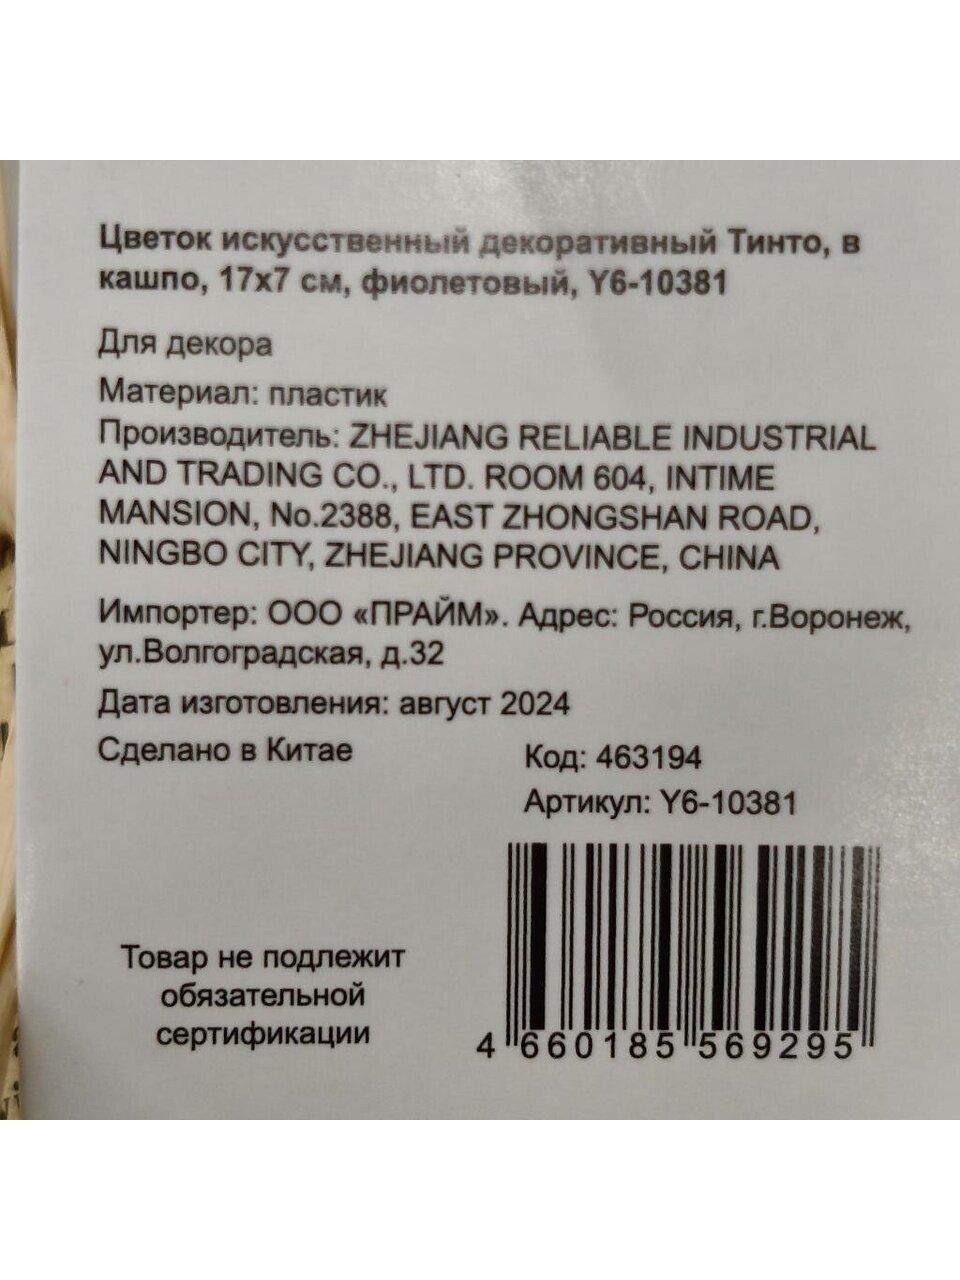 Цветок искусственный декоративный Тинто, в
кашпо, 17х7 см, фиолетовый, Y6-10381
Для декора
Материал: пластик
Производитель: ZHEJIANG RELIABLE INDUSTRIAL
AND TRADING CO., LTD. ROOM 604, INTIME
MANSION, No.2388, EAST ZHONGSHAN ROAD,
NINGBO CITY, ZHEJIANG PROVINCE, CHINA
Импортер: ООО «ПРАЙМ». Адрес: Россия, г.Воронеж,
ул.Волгоградская, д.32
Дата изготовления: август 2024
Сделано в Китае
Код: 463194
Артикул: Y6-10381
Товар не подлежит
обязательной
сертификации
4 660185 569295